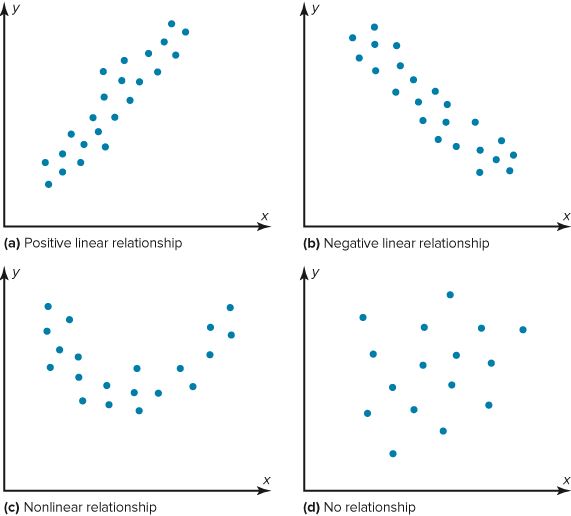 y
y
x
x
(a) Positive linear relationship
(b) Negative linear relationship
y
y
x
x
(c) Nonlinear relationship
(d) No relationship